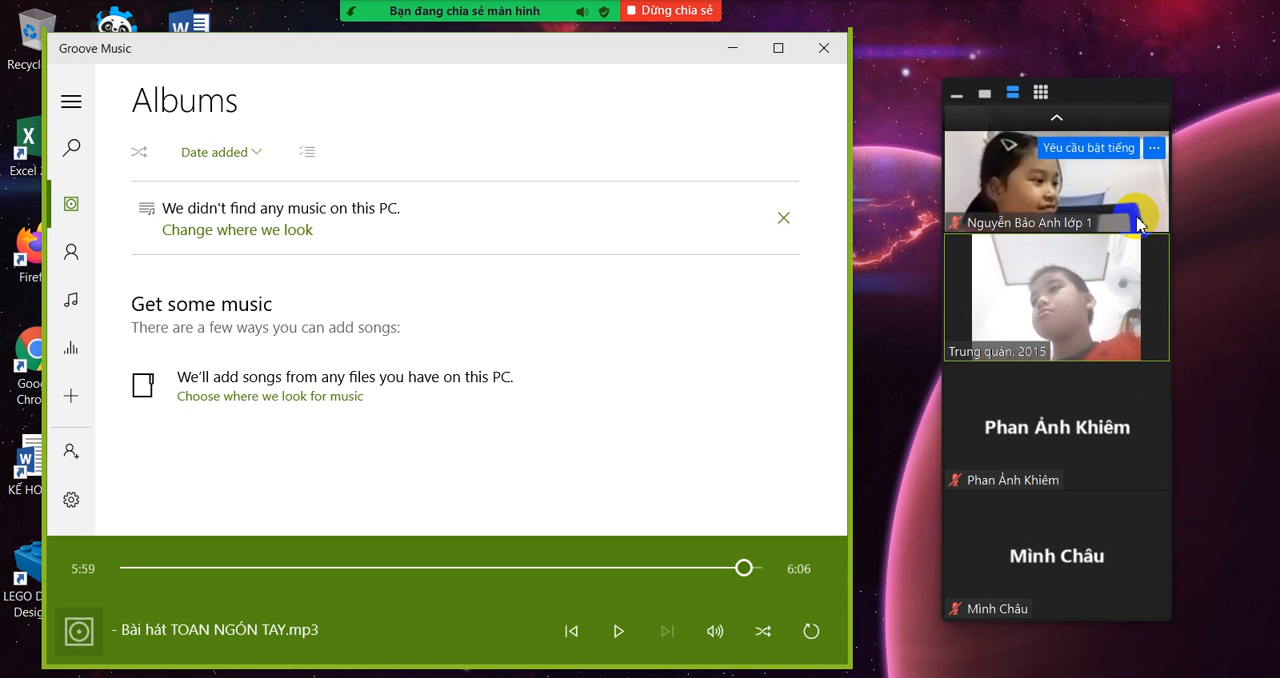 Bạn đang chia sẻ màn hình
Dừng chia sẻ
Recycl
Excel 2
Firef
Goo
Chro
KẾ HO
LEGO D
Desig
Groove Music
Albums
Date added
We didn't find any music on this PC.
Change where we look
Get some music
There are a few ways you can add songs:
We'll add songs from any files you have on this PC.
Choose where we look for music
5:59
6:06
- Bài hát TOAN NGÓN TAY.mp3
Yêu cầu bật tiếng
Nguyễn Bảo Anh lớp 1
Trung quân. 2015
Phan Ảnh Khiêm
Phan Ảnh Khiêm
Mình Châu
Mình Châu